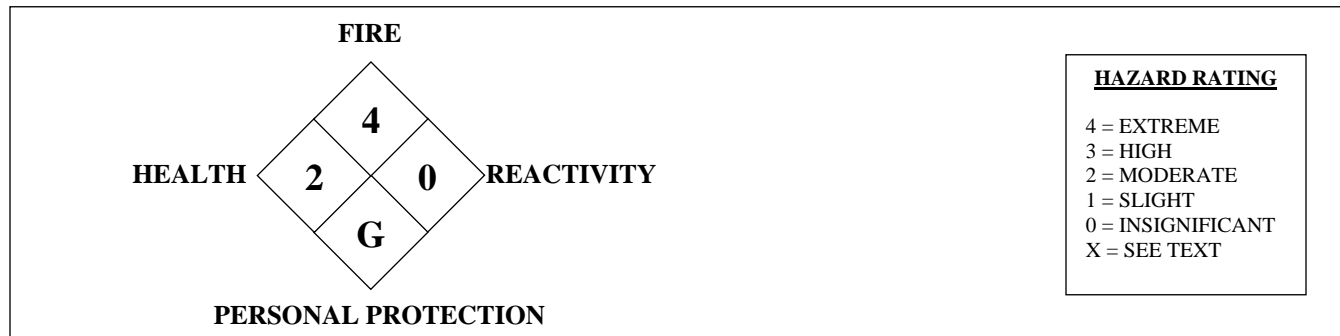 FIRE
4
HEALTH 2 0 REACTIVITY
G
PERSONAL PROTECTION
HAZARD RATING
4 = EXTREME
3 = HIGH
2 = MODERATE
1 = SLIGHT
0 = INSIGNIFICANT
X = SEE TEXT